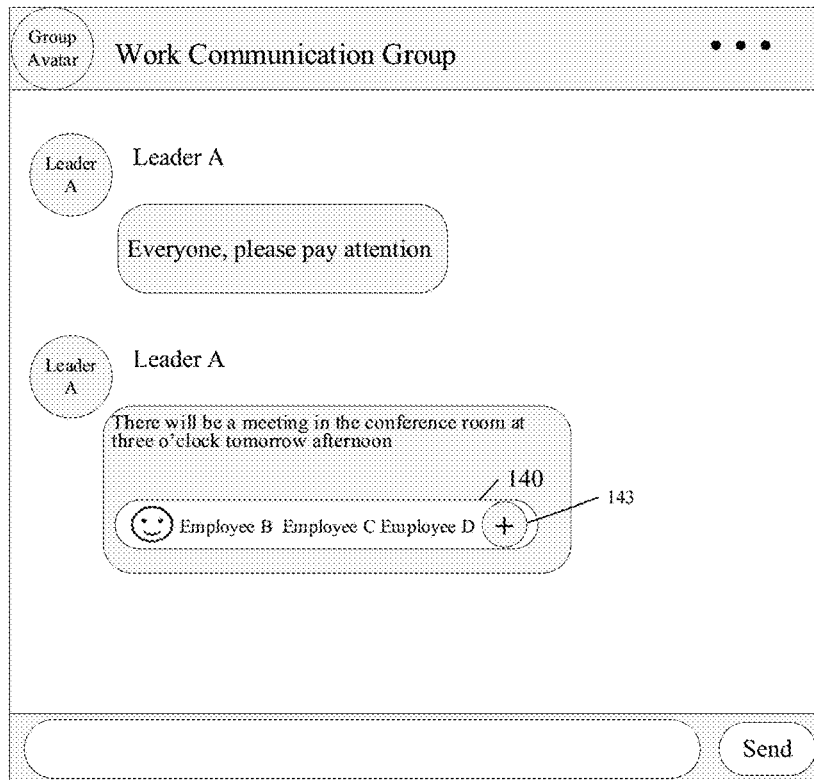 Group
Avatar
Work Communication Group
Leader
A
Leader A
Everyone, please pay attention
Leader
A
Leader A
There will be a meeting in the conference room at
three o'clock tomorrow afternoon
140
143
Employee B Employee C Employee D +
Send